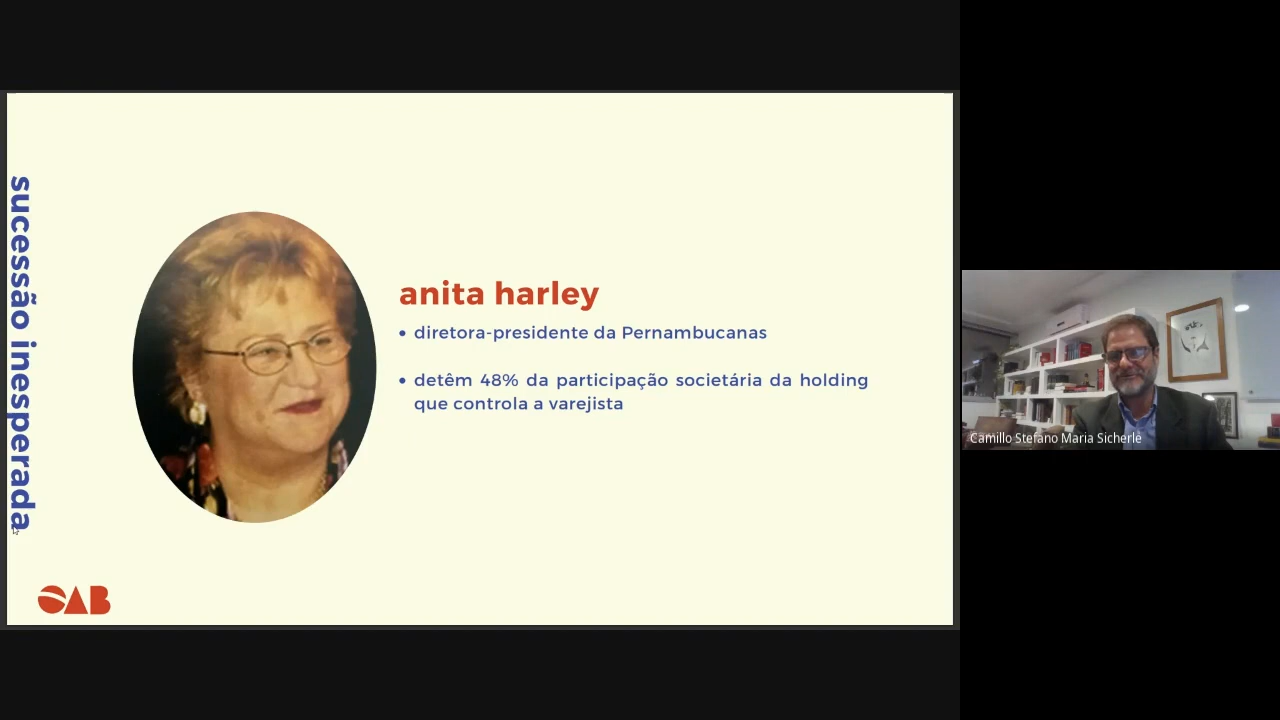 sucessão inesperada
anita harley
• diretora-presidente da Pernambucanas
• detêm 48% da participação societária da holding
que controla a varejista
OAB
Camillo Stefano Maria Sicherle